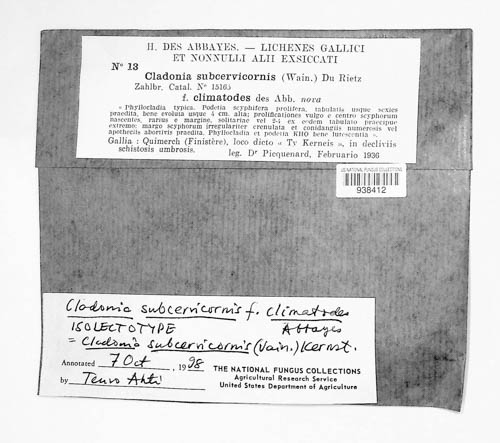 H. DES ABBAYES. — LICHENES GALLICI
ET NONNULLI ALII EXSICCATI
N° 13
Cladonia subcervicornis (Wain.) Du Rietz
Zahlbr. Catal. N° 15165
f. climatodes des Abb. nova
« Phyllocladia typica. Podetia scyphifera prolifera, tabulatis usque sexies
praedita, bene evoluta usque 4 cm. alta; prolificationes vulgo e centro scyphorum
nascentes, rarius e margine, solitariae vel 2-4 ex eodem tabulato praecipue
extremo; margo scyphorum irregulariter crenulata et conidangiis numerosis vel
apotheciis abortivis praedita. Phyllocladia et podetia KHO bene lutescentia ».
Gallia : Quimerch (Finistère), loco dicto « Ty Kerneis », in declivis
schistosis umbrosis.
leg. Dr Picquenard, Februario 1936
US NATIONAL FUNGUS COLLECTIONS
938412
Cladonia subcervicornis f. climatodes
Abbayes
ISOLECTOTYPE
= Cladonia subcervicornis (Vain.) Kernst.
Annotated 7 Oct , 1998
by Teuvo Ahti
THE NATIONAL FUNGUS COLLECTIONS
Agricultural Research Service
United States Department of Agriculture